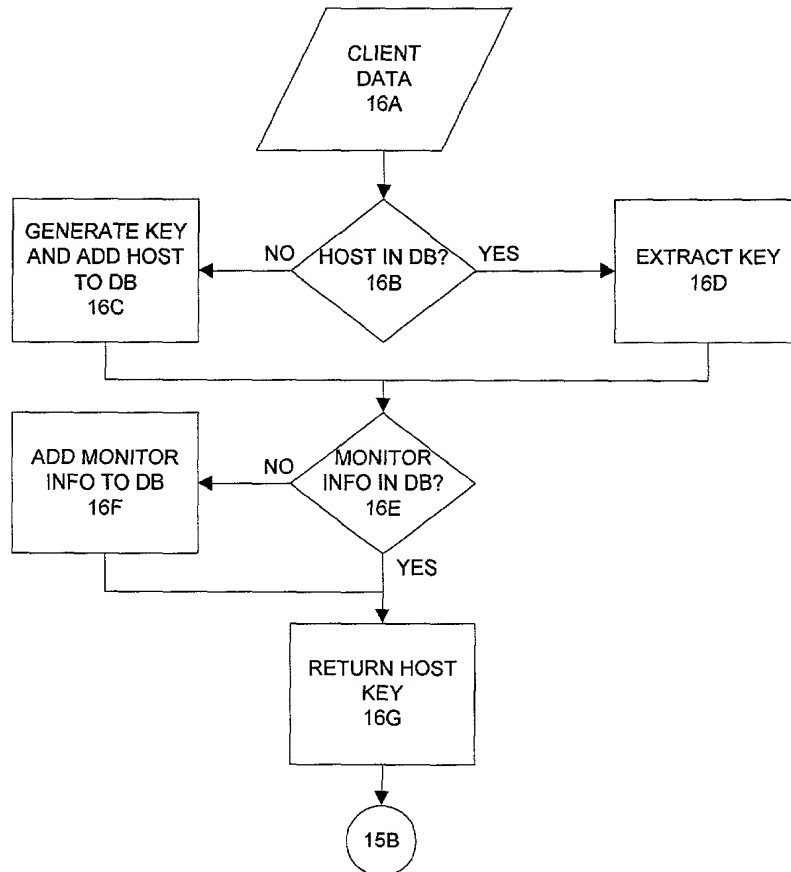 CLIENT
DATA
16A
GENERATE KEY
AND ADD HOST
TO DB
16C
NO
HOST IN DB?
16B
YES
EXTRACT KEY
16D
ADD MONITOR
INFO TO DB
16F
NO
MONITOR
INFO IN DB?
16E
YES
RETURN HOST
KEY
16G
15B